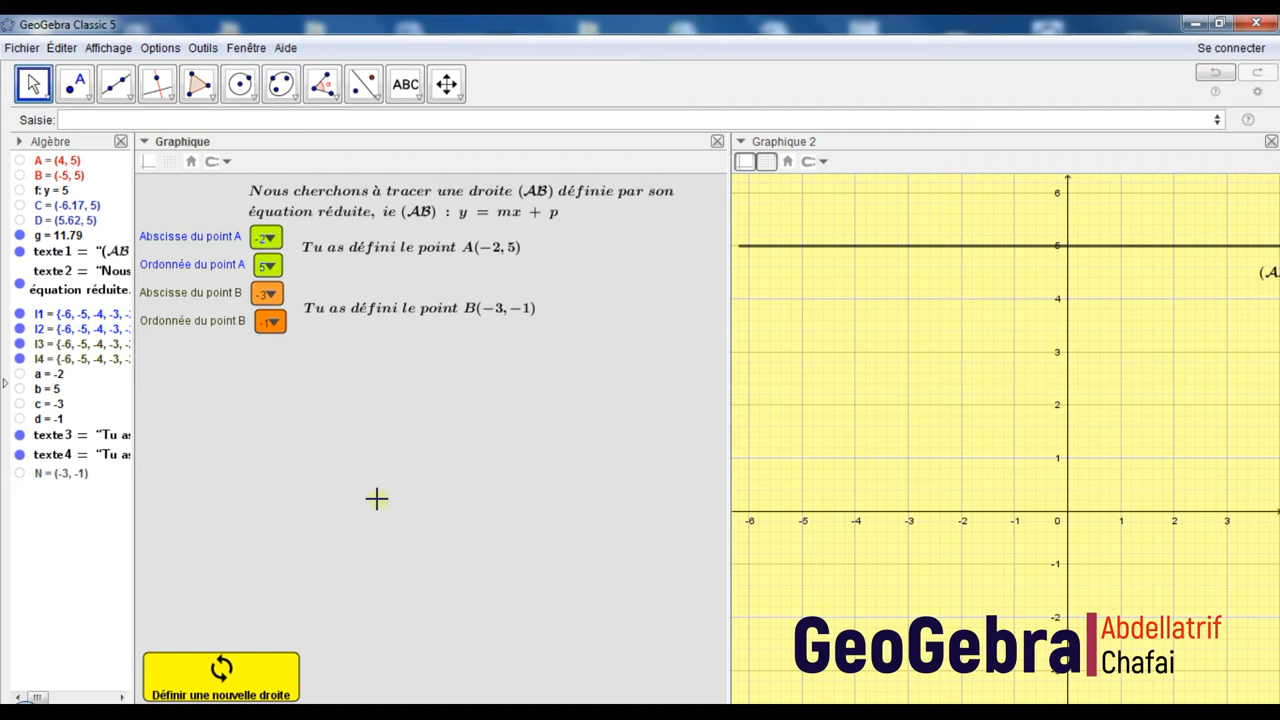 GeoGebra Classic 5
Fichier Éditer Affichage Options Outils Fenêtre Aide Se connecter
A ABC
Saisie:
Algèbre
A = (4, 5)
B = (-5, 5)
f: y = 5
C = (-6.17, 5)
D = (5.62, 5)
g = 11.79
texte1 = “(AB
texte2 = “Nous
équation réduite.
l1 = {-6, -5, -4, -3, -
l2 = {-6, -5, -4, -3, -
l3 = {-6, -5, -4, -3, -
l4 = {-6, -5, -4, -3, -
a = -2
b = 5
c = -3
d = -1
texte3 = “Tu as
texte4 = “Tu as
N = (-3, -1)
Graphique
Nous cherchons à tracer une droite (AB) définie par son
équation réduite, ie (AB) : y = mx + p
Abscisse du point A -2
Tu as défini le point A(−2, 5)
Ordonnée du point A 5
Abscisse du point B -3
Tu as défini le point B(−3, −1)
Ordonnée du point B -1
Définir une nouvelle droite
Graphique 2
6
5
(A
4
3
2
1
-6 -5 -4 -3 -2 -1 0 1 2 3
-1
-2
GeoGebra
Abdellatrif
Chafai